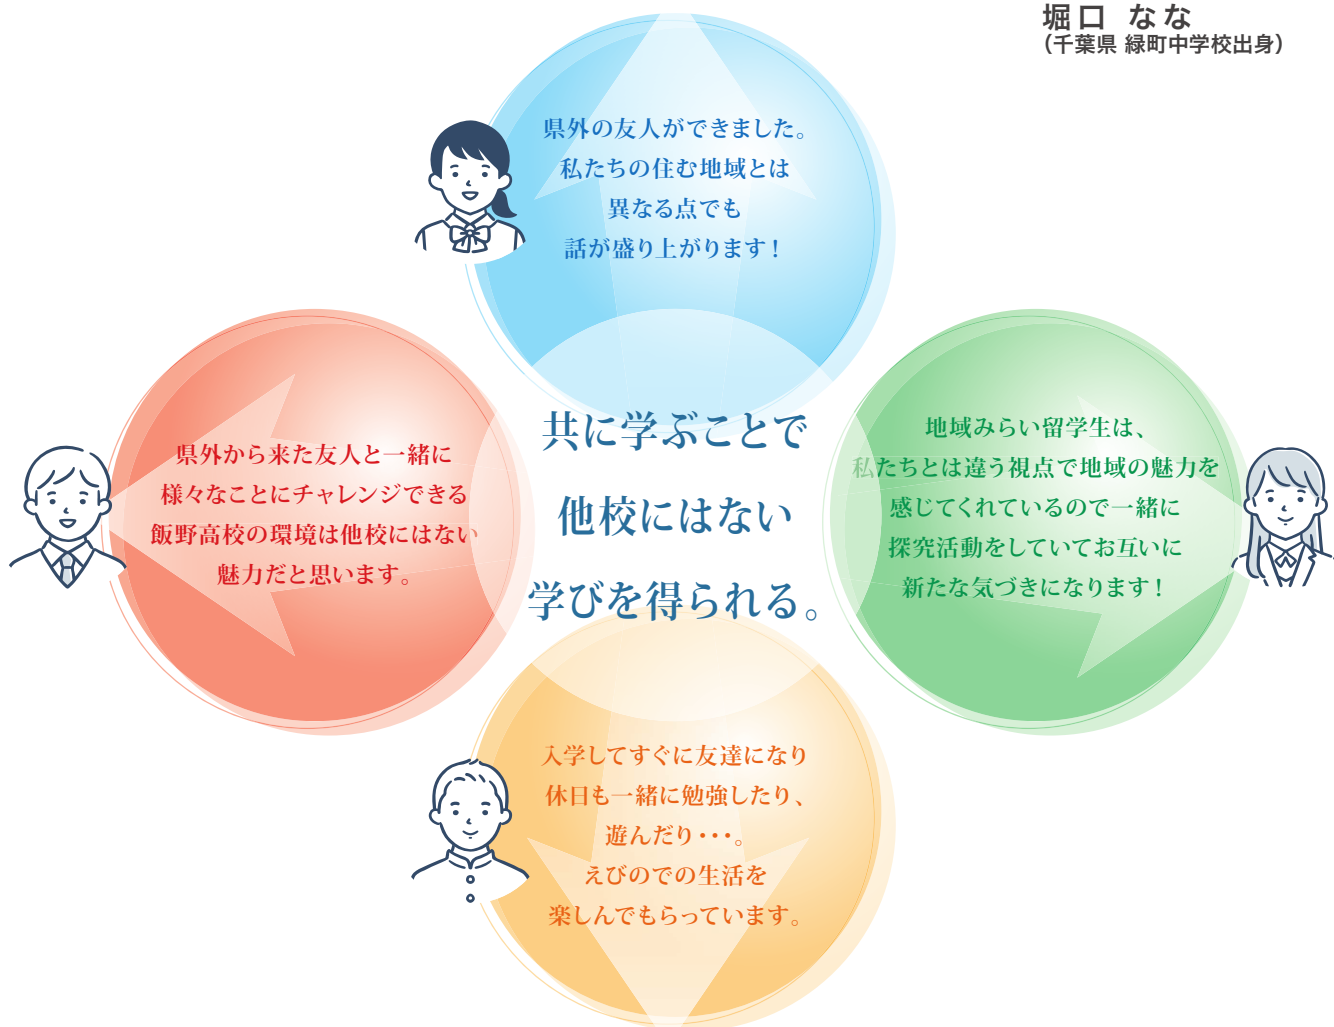 堀口 なな
（千葉県 緑町中学校出身）
県外の友人ができました。
私たちの住む地域とは
異なる点でも
話が盛り上がります！
県外から来た友人と一緒に
様々なことにチャレンジできる
飯野高校の環境は他校にはない
魅力だと思います。
共に学ぶことで
他校にはない
学びを得られる。
地域みらい留学生は、
私たちとは違う視点で地域の魅力を
感じてくれているので一緒に
探究活動をしていてお互いに
新たな気づきになります！
入学してすぐに友達になり
休日も一緒に勉強したり、
遊んだり･･･。
えびのでの生活を
楽しんでもらっています。